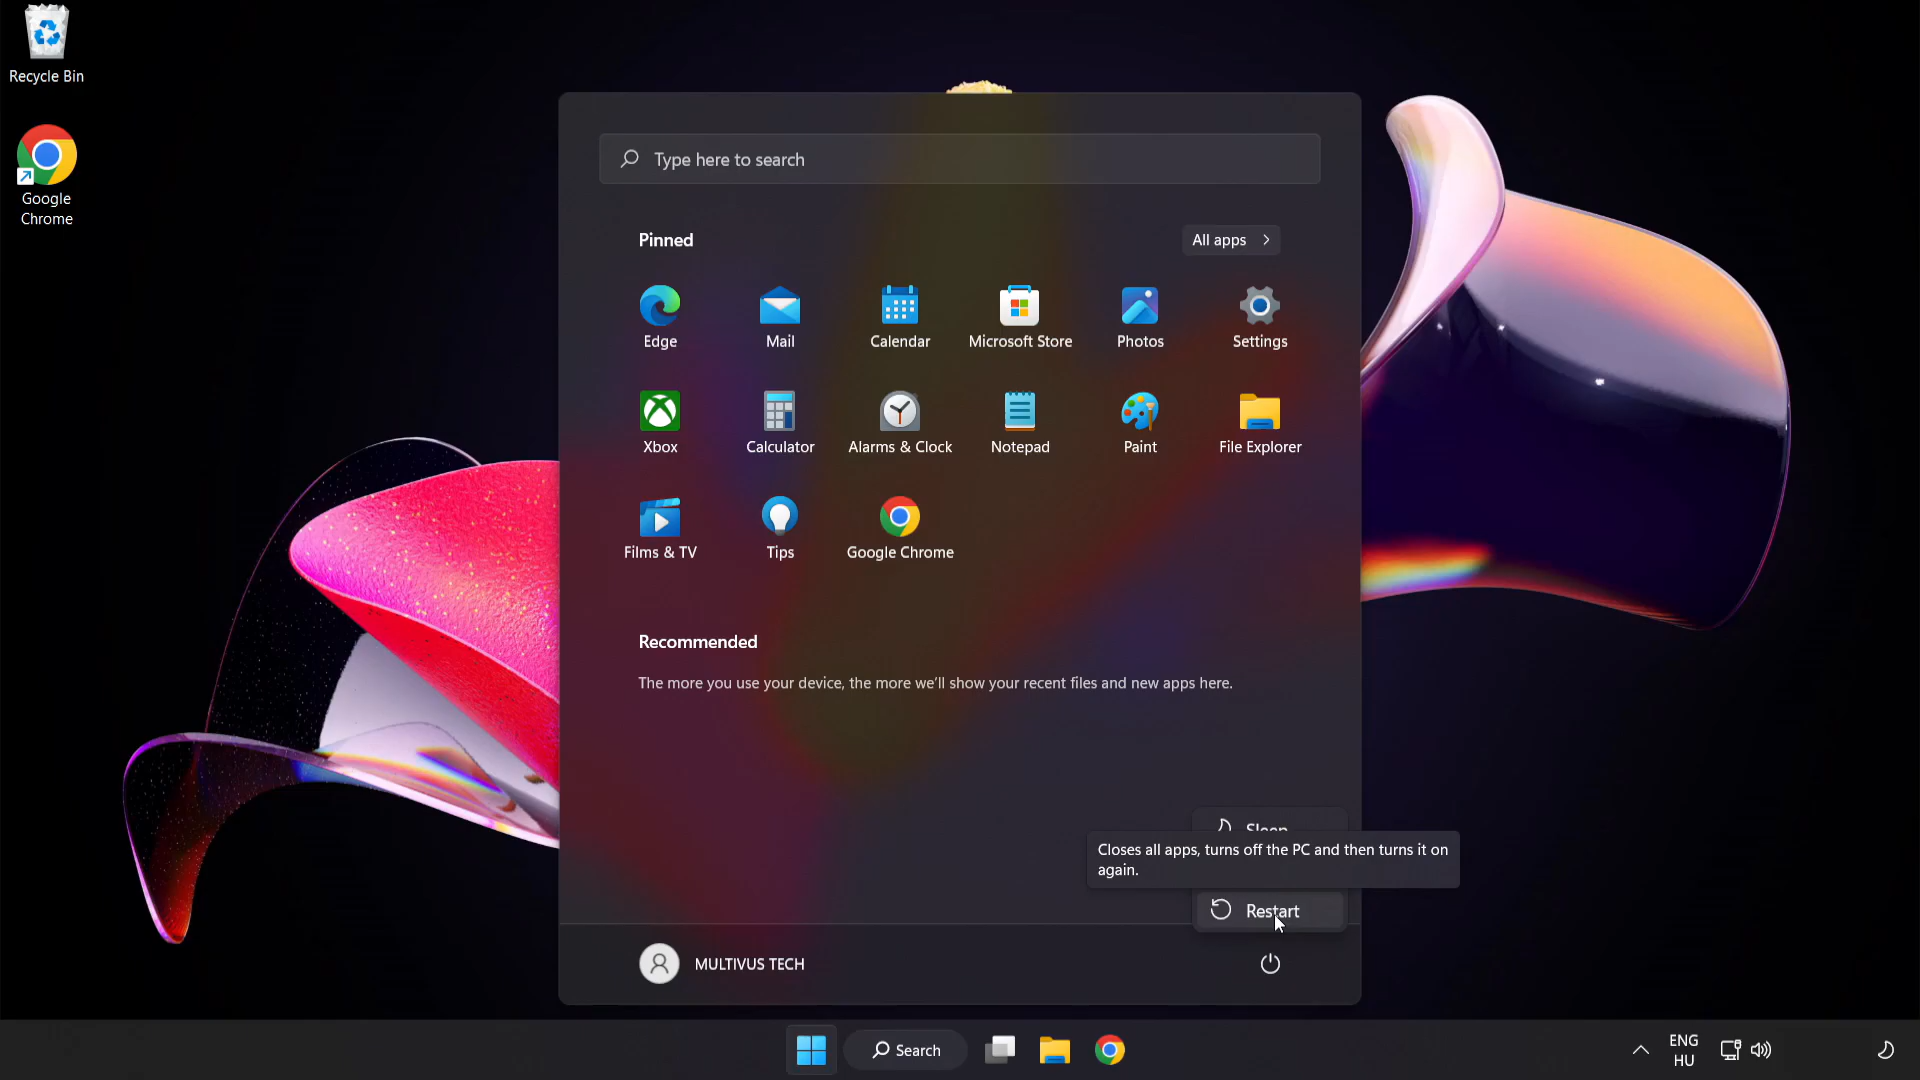 Recycle Bin
Google
Chrome
Type here to search
Pinned
All apps
Edge
Mail
Calendar
Microsoft Store
Photos
Settings
Xbox
Calculator
Alarms & Clock
Notepad
Paint
File Explorer
Films & TV
Tips
Google Chrome
Recommended
The more you use your device, the more we'll show your recent files and new apps here.
Sleep
Closes all apps, turns off the PC and then turns it on
again.
Restart
MULTIVUS TECH
Search
ENG
HU